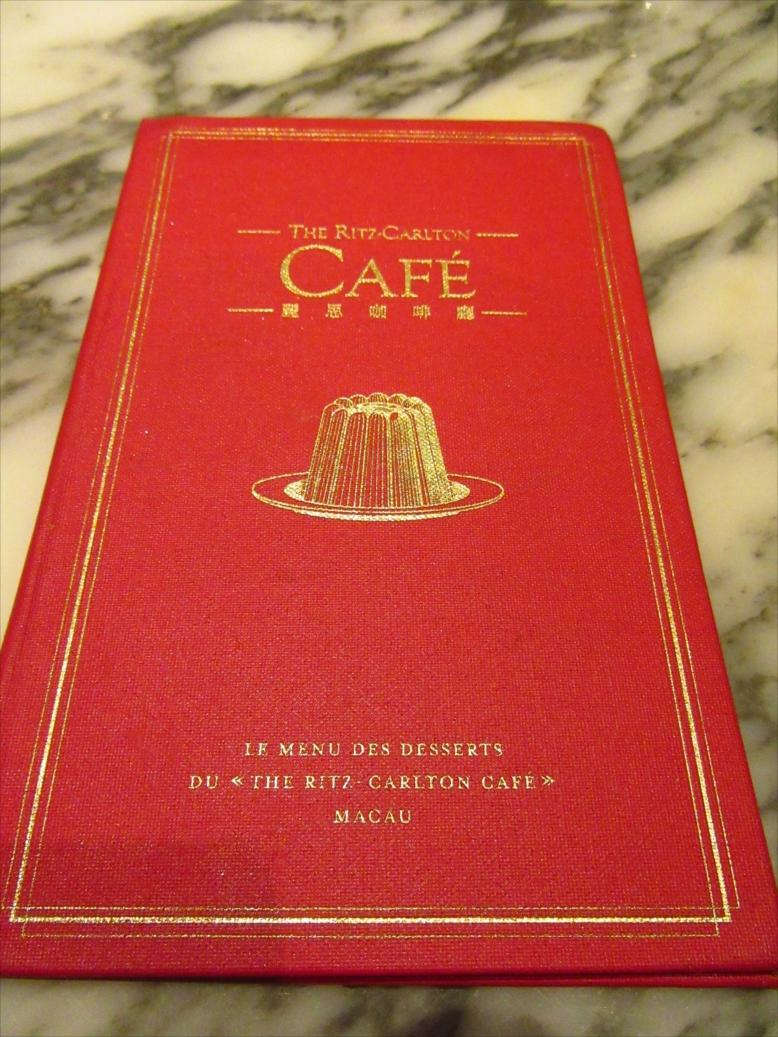 THE RITZ-CARLTON
CAFÉ
麗思咖啡廳
LE MENU DES DESSERTS
DU « THE RITZ-CARLTON CAFÉ »
MACAU